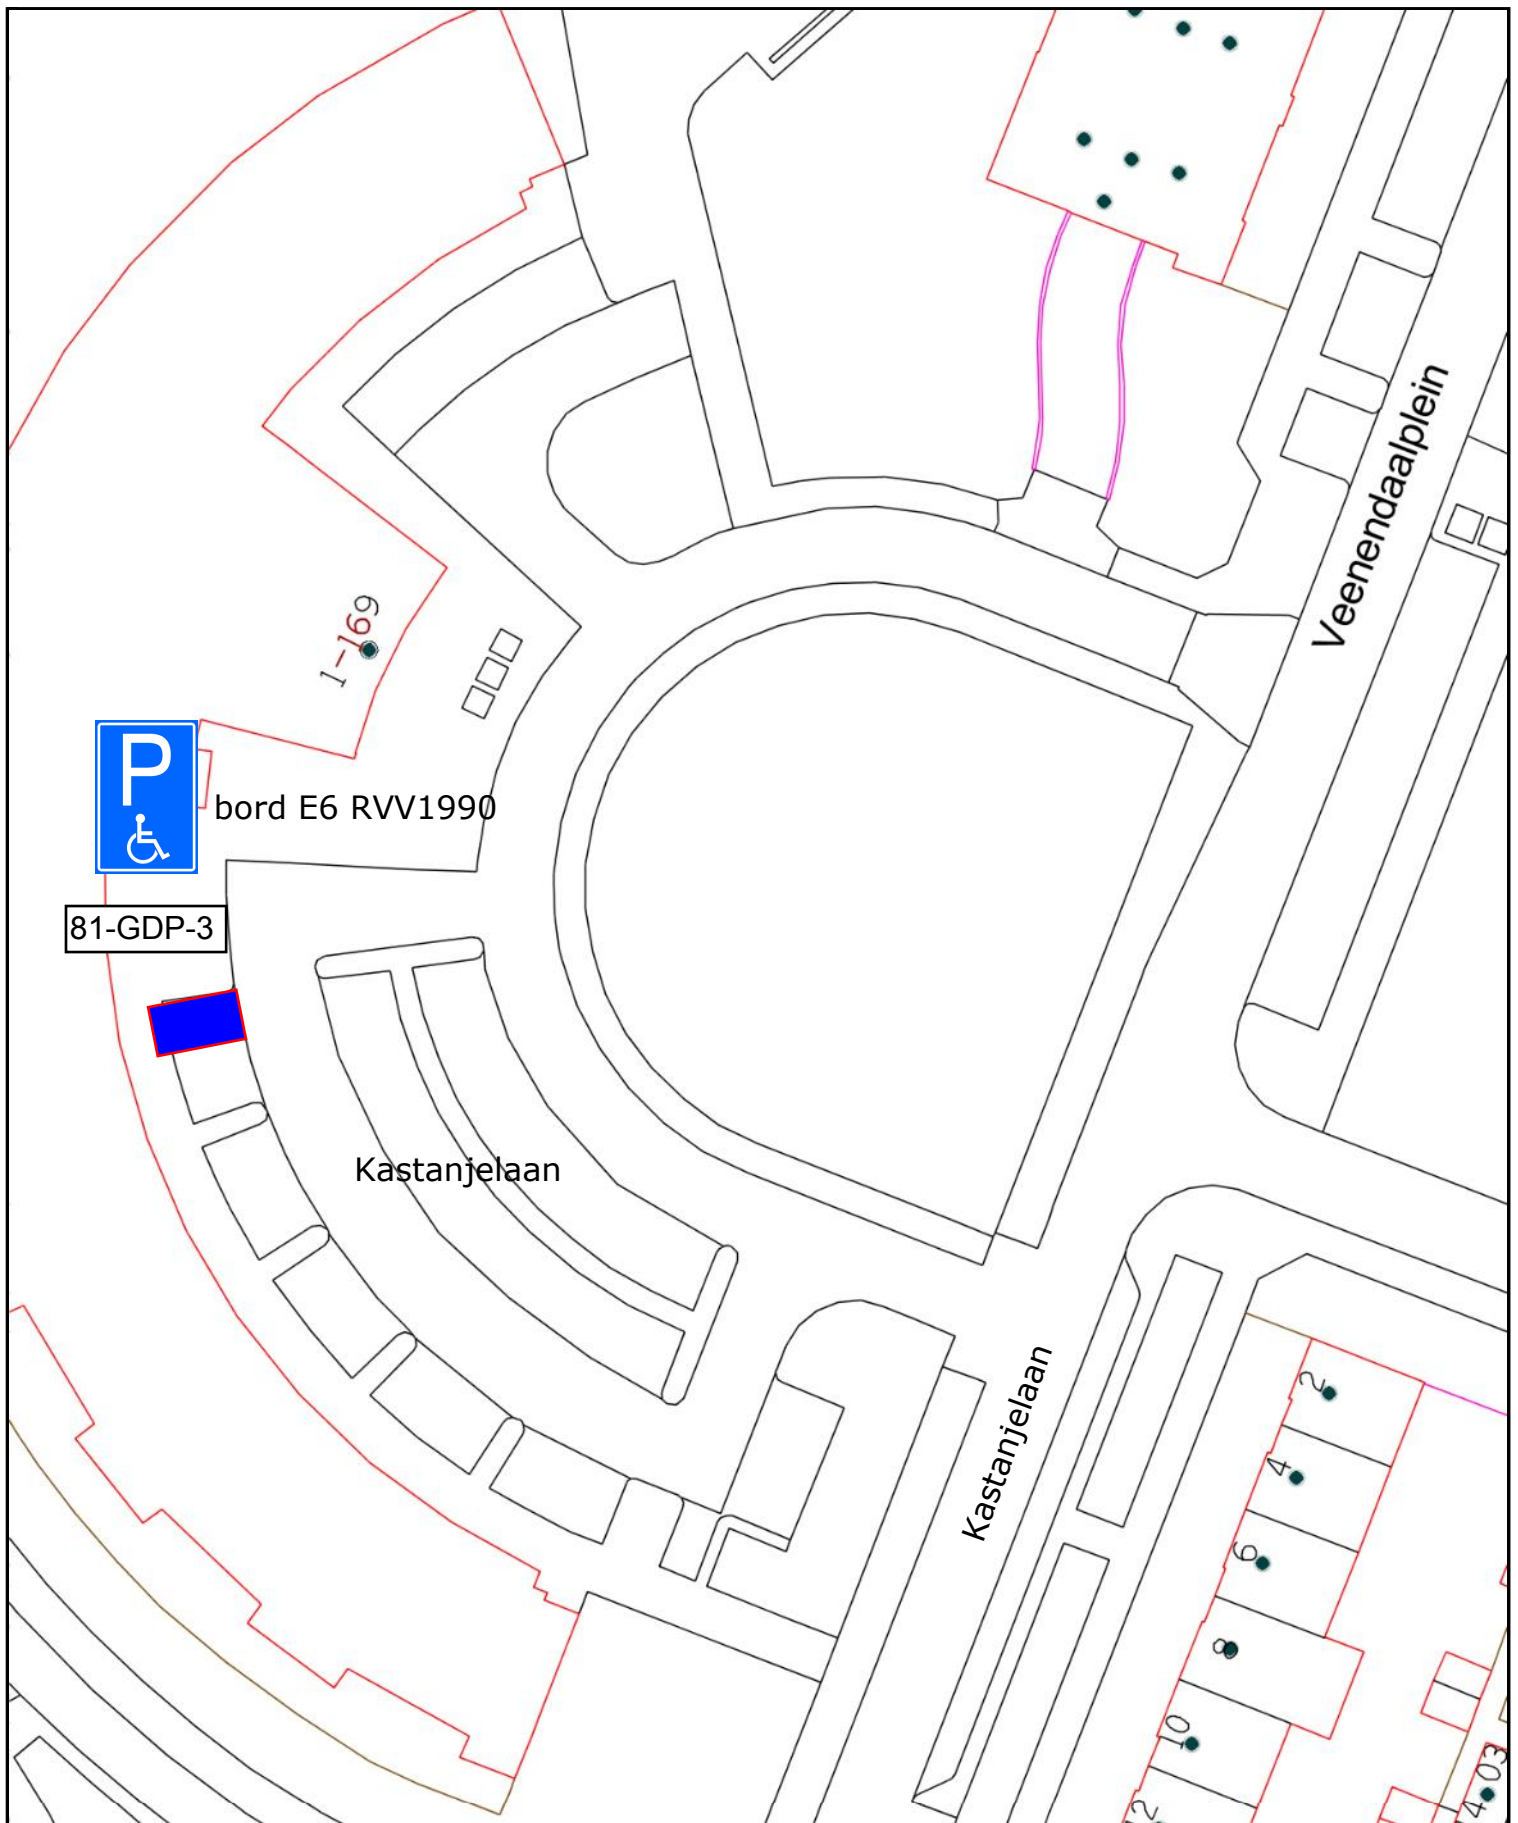 Veenendaalplein
1-169
P
bord E6 RVV1990
81-GDP-3
Kastanjelaan
Kastanjelaan
2
4
6
8
10